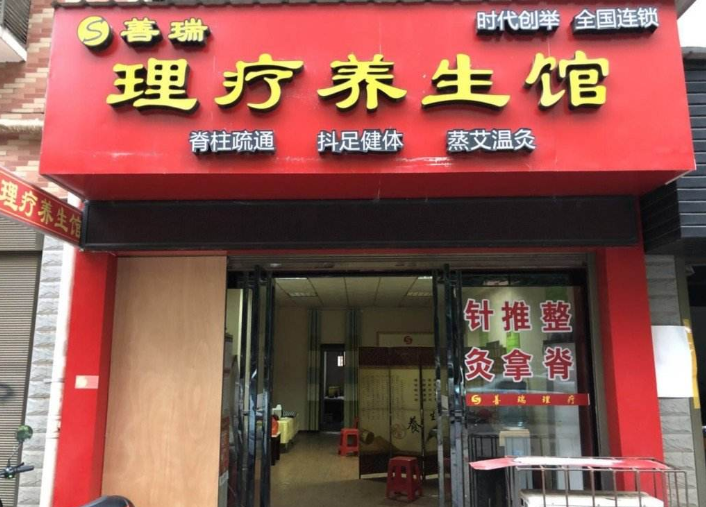 善瑞
时代创举 全国连锁
理疗养生馆
脊柱疏通 抖足健体 蒸艾温灸
理疗养生馆
针推整
灸拿脊
善瑞理疗
养生